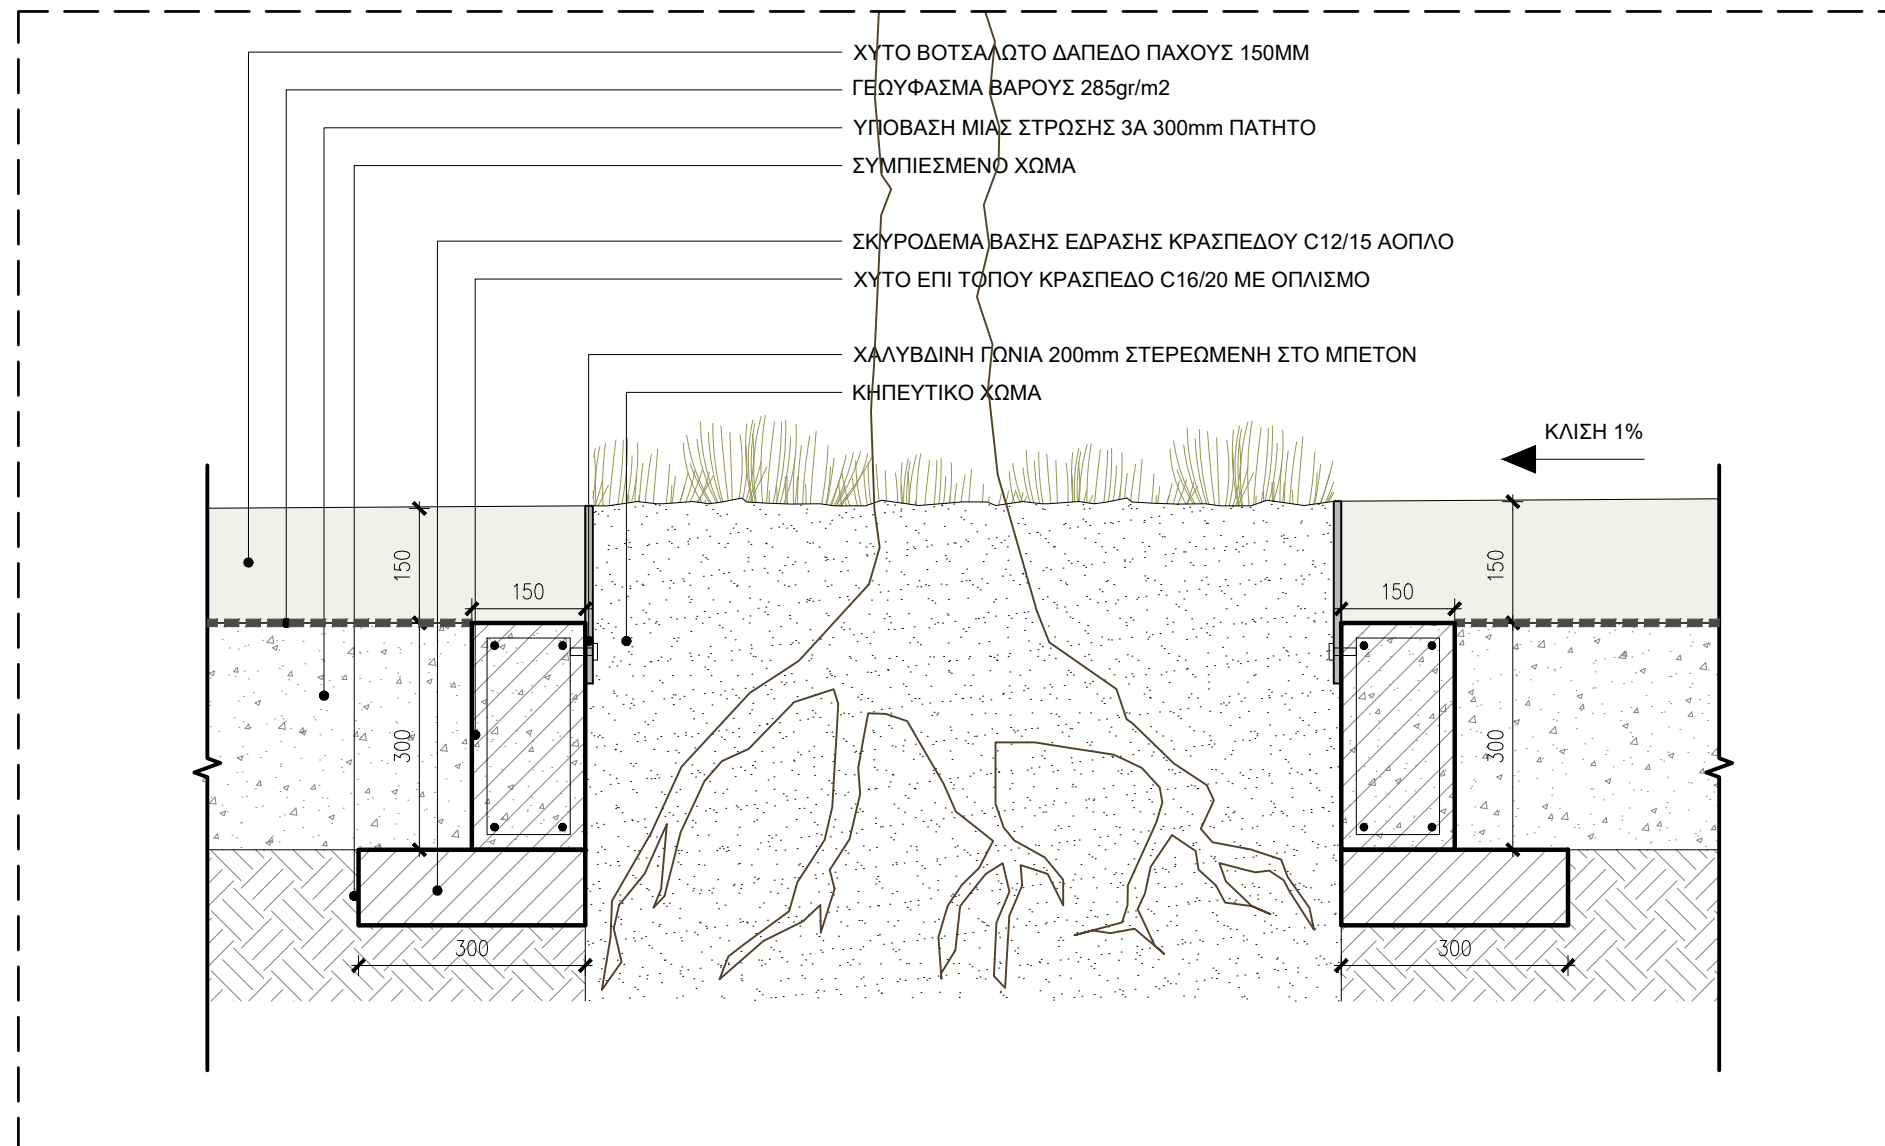 ΧΥΤΟ ΒΟΤΣΑΛΩΤΟ ΔΑΠΕΔΟ ΠΑΧΟΥΣ 150ΜΜ
ΓΕΩΥΦΑΣΜΑ ΒΑΡΟΥΣ 285gr/m2
ΥΠΟΒΑΣΗ ΜΙΑΣ ΣΤΡΩΣΗΣ 3Α 300mm ΠΑΤΗΤΟ
ΣΥΜΠΙΕΣΜΕΝΟ ΧΩΜΑ
ΣΚΥΡΟΔΕΜΑ ΒΑΣΗΣ ΕΔΡΑΣΗΣ ΚΡΑΣΠΕΔΟΥ C12/15 ΑΟΠΛΟ
ΧΥΤΟ ΕΠΙ ΤΟΠΟΥ ΚΡΑΣΠΕΔΟ C16/20 ΜΕ ΟΠΛΙΣΜΟ
ΧΑΛΥΒΔΙΝΗ ΓΩΝΙΑ 200mm ΣΤΕΡΕΩΜΕΝΗ ΣΤΟ ΜΠΕΤΟΝ
ΚΗΠΕΥΤΙΚΟ ΧΩΜΑ
ΚΛΙΣΗ 1%
150
150
150
150
300
300
300
300